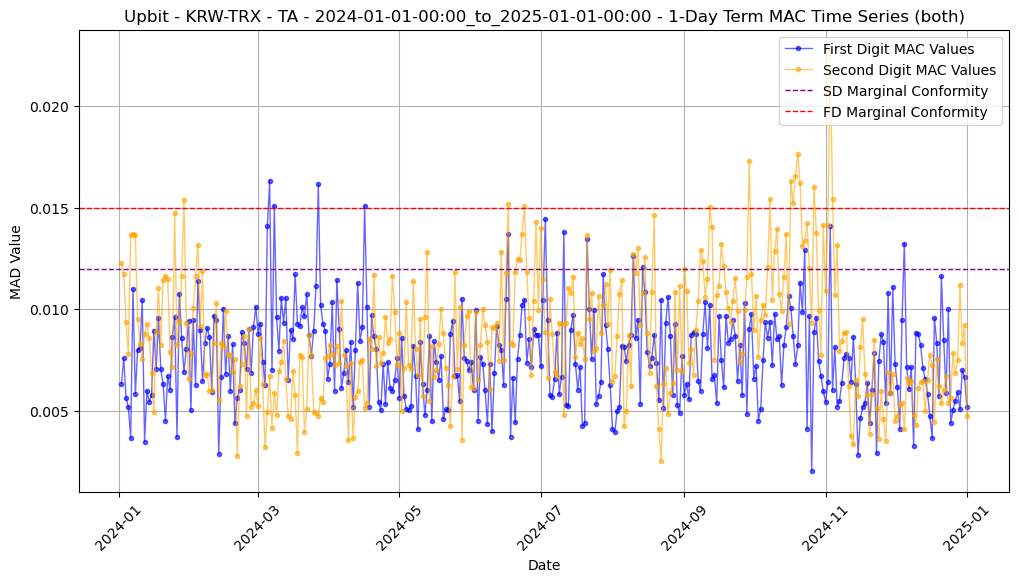 Upbit - KRW-TRX - TA - 2024-01-01-00:00_to_2025-01-01-00:00 - 1-Day Term MAC Time Series (both)
First Digit MAC Values
Second Digit MAC Values
SD Marginal Conformity
FD Marginal Conformity
MAD Value
0.020
0.015
0.010
0.005
2024-01
2024-03
2024-05
2024-07
2024-09
2024-11
2025-01
Date